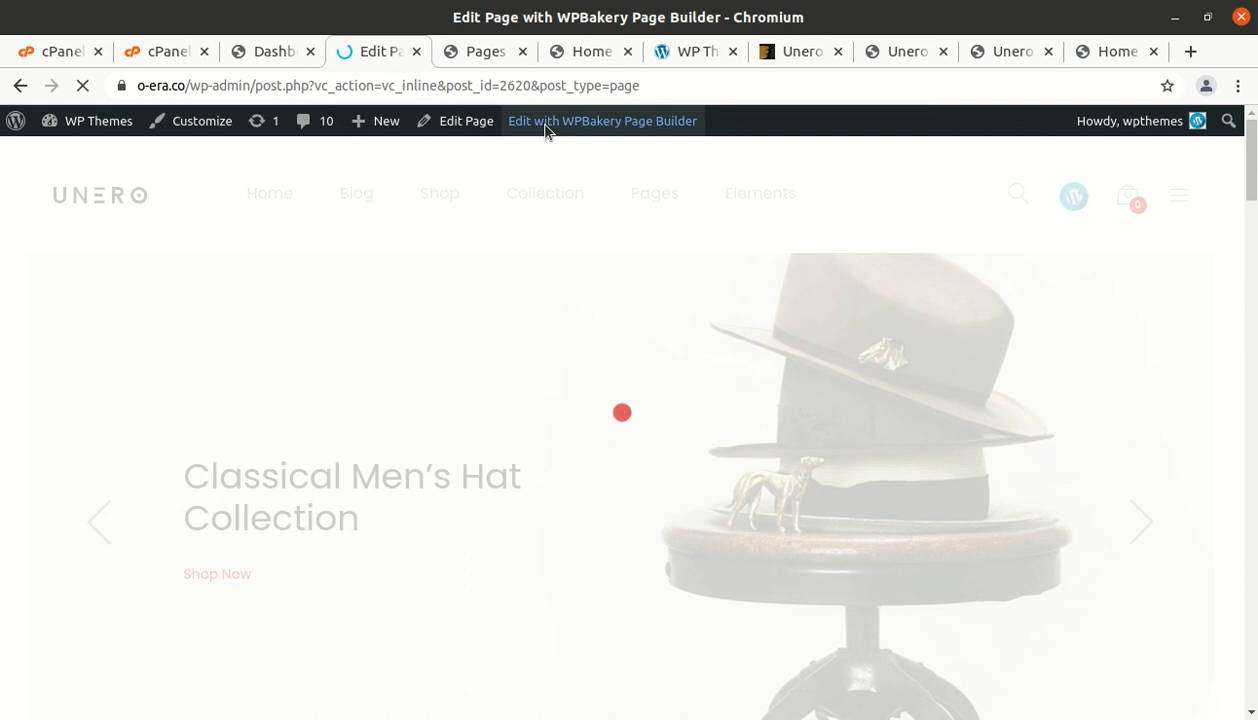 Edit Page with WPBakery Page Builder - Chromium
cPanel cPanel Dashb Edit Pa Pages Home WP Th Unero Unero Unero Home
o-era.co/wp-admin/post.php?vc_action=vc_inline&post_id=2620&post_type=page
WP Themes Customize 1 10 New Edit Page Edit with WPBakery Page Builder Howdy, wpthemes
UNERO Home Blog Shop Collection Pages Elements 0
Classical Men’s Hat
Collection
Shop Now